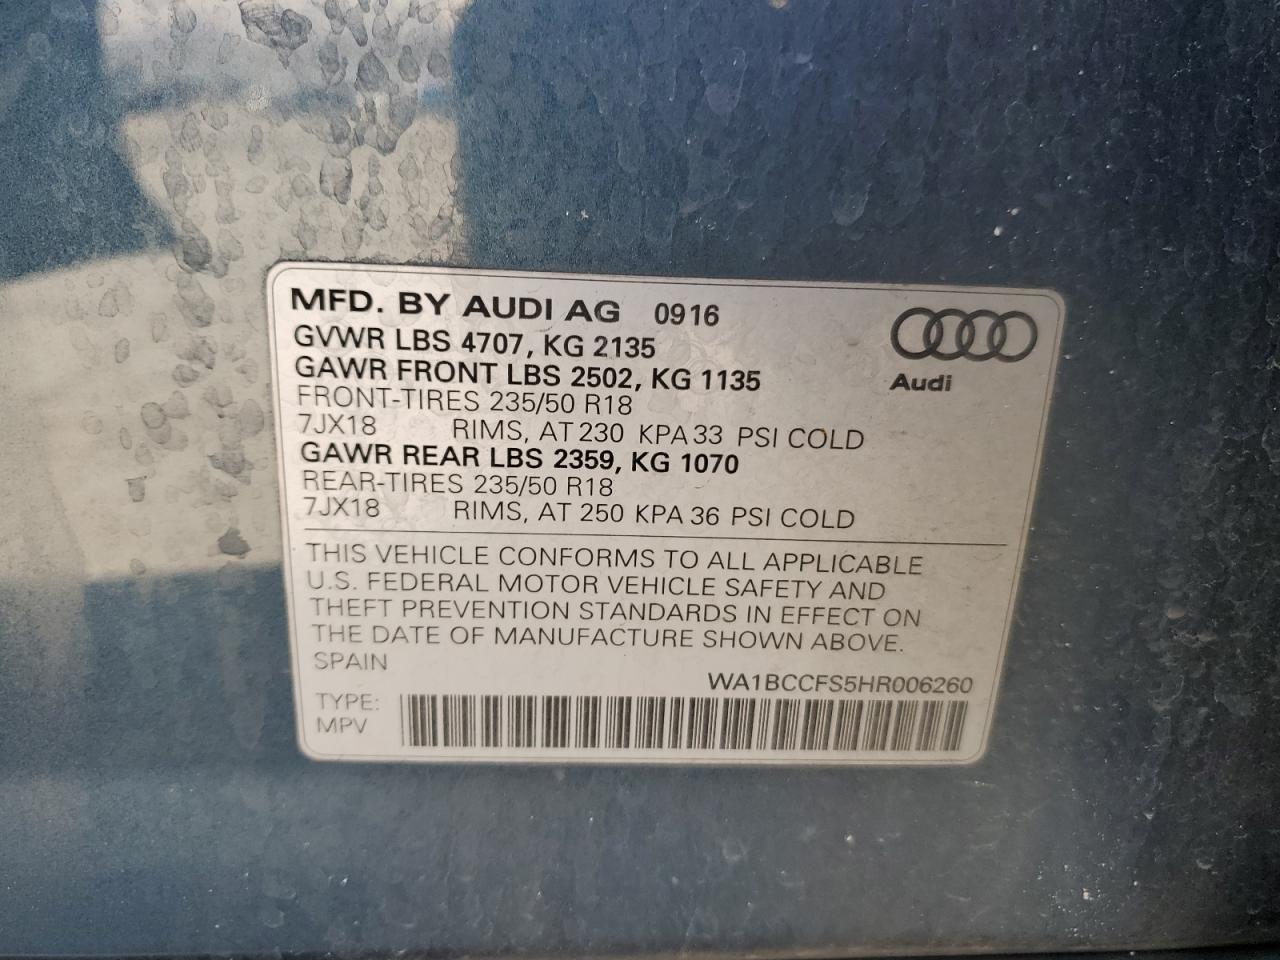 MFD. BY AUDI AG 0916
GVWR LBS 4707, KG 2135
GAWR FRONT LBS 2502, KG 1135
FRONT-TIRES 235/50 R18
7JX18 RIMS, AT 230 KPA 33 PSI COLD
GAWR REAR LBS 2359, KG 1070
REAR-TIRES 235/50 R18
7JX18 RIMS, AT 250 KPA 36 PSI COLD
Audi
THIS VEHICLE CONFORMS TO ALL APPLICABLE
U.S. FEDERAL MOTOR VEHICLE SAFETY AND
THEFT PREVENTION STANDARDS IN EFFECT ON
THE DATE OF MANUFACTURE SHOWN ABOVE.
SPAIN
WA1BCCFS5HR006260
TYPE:
MPV